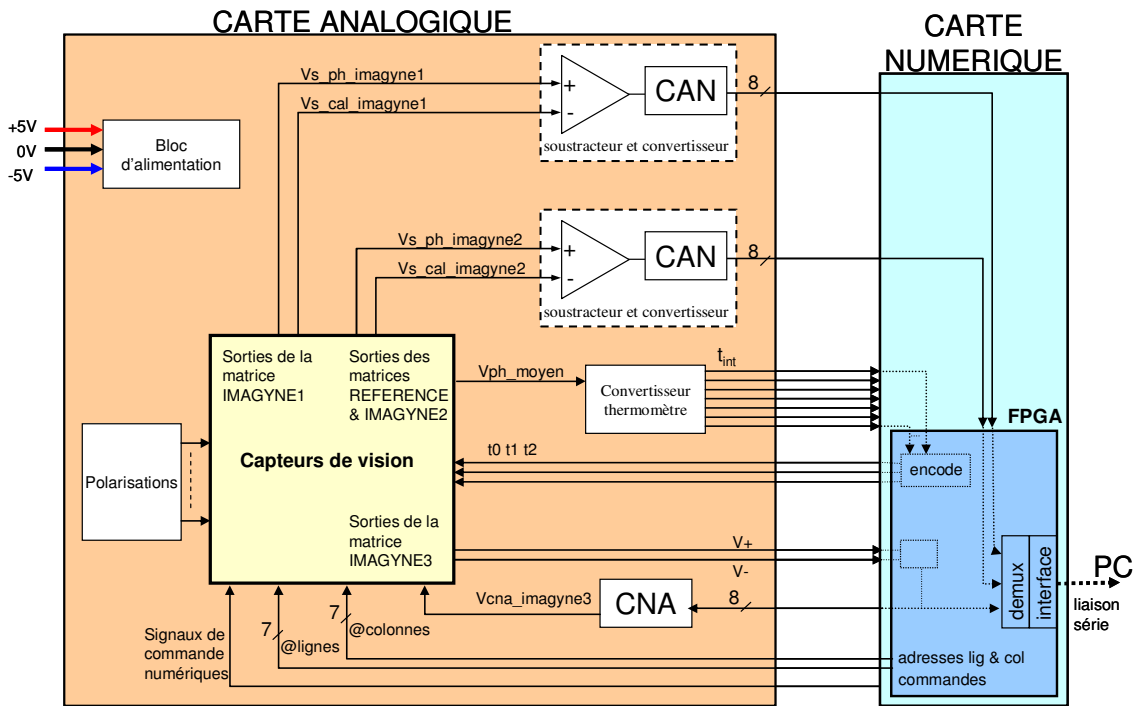 CARTE ANALOGIQUE
CARTE
NUMERIQUE
+5V
0V
-5V
Bloc
d'alimentation
Vs_ph_imagyne1
Vs_cal_imagyne1
+
-
CAN
8
soustracteur et convertisseur
Vs_ph_imagyne2
Vs_cal_imagyne2
+
-
CAN
8
soustracteur et convertisseur
Sorties de la
matrice
IMAGYNE1
Sorties des
matrices
REFERENCE
& IMAGYNE2
Vph_moyen
Convertisseur
thermomètre
tint
FPGA
Polarisations
Capteurs de vision
t0 t1 t2
encode
Sorties de la
matrice
IMAGYNE3
V+
V-
Vcna_imagyne3
CNA
8
demux
interface
PC
liaison
série
Signaux de
commande
numériques
7
@lignes
7
@colonnes
adresses lig & col
commandes